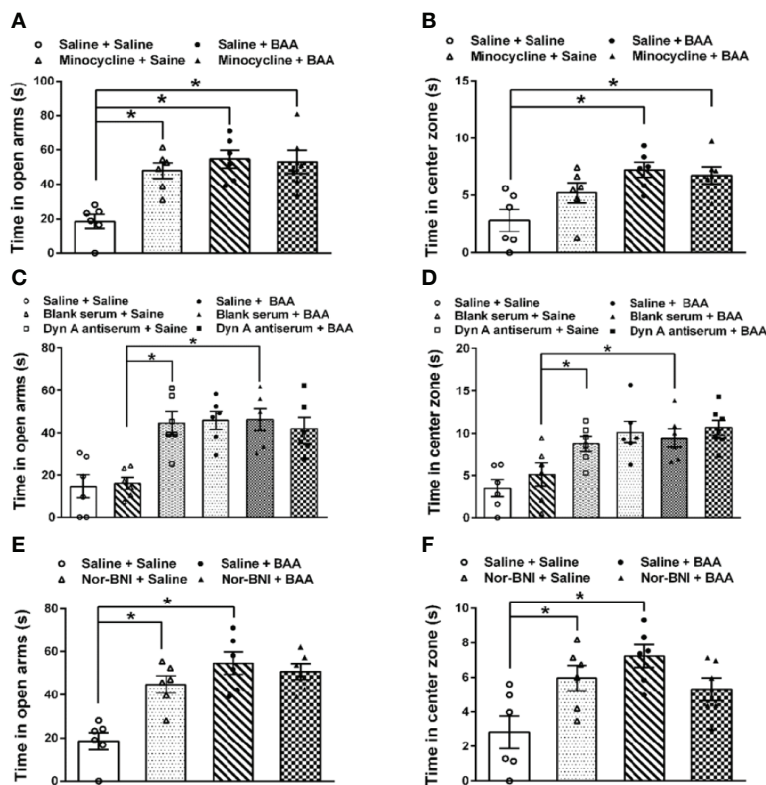 A
Saline + Saline
Saline + BAA
Minocycline + Saine
Minocycline + BAA
Time in open arms (s)
100
80
60
40
20
0
*
*
*
B
Saline + Saline
Saline + BAA
Minocycline + Saine
Minocycline + BAA
Time in center zone (s)
15
10
5
0
*
*
C
Saline + Saline
Saline + BAA
Blank serum + Saine
Blank serum + BAA
Dyn A antiserum + Saine
Dyn A antiserum + BAA
Time in open arms (s)
80
60
40
20
0
*
*
D
Saline + Saline
Saline + BAA
Blank serum + Saine
Blank serum + BAA
Dyn A antiserum + Saine
Dyn A antiserum + BAA
Time in center zone (s)
20
15
10
5
0
*
*
E
Saline + Saline
Saline + BAA
Nor-BNI + Saline
Nor-BNI + BAA
Time in open arms (s)
80
60
40
20
0
*
*
F
Saline + Saline
Saline + BAA
Nor-BNI + Saline
Nor-BNI + BAA
Time in center zone (s)
10
8
6
4
2
0
*
*